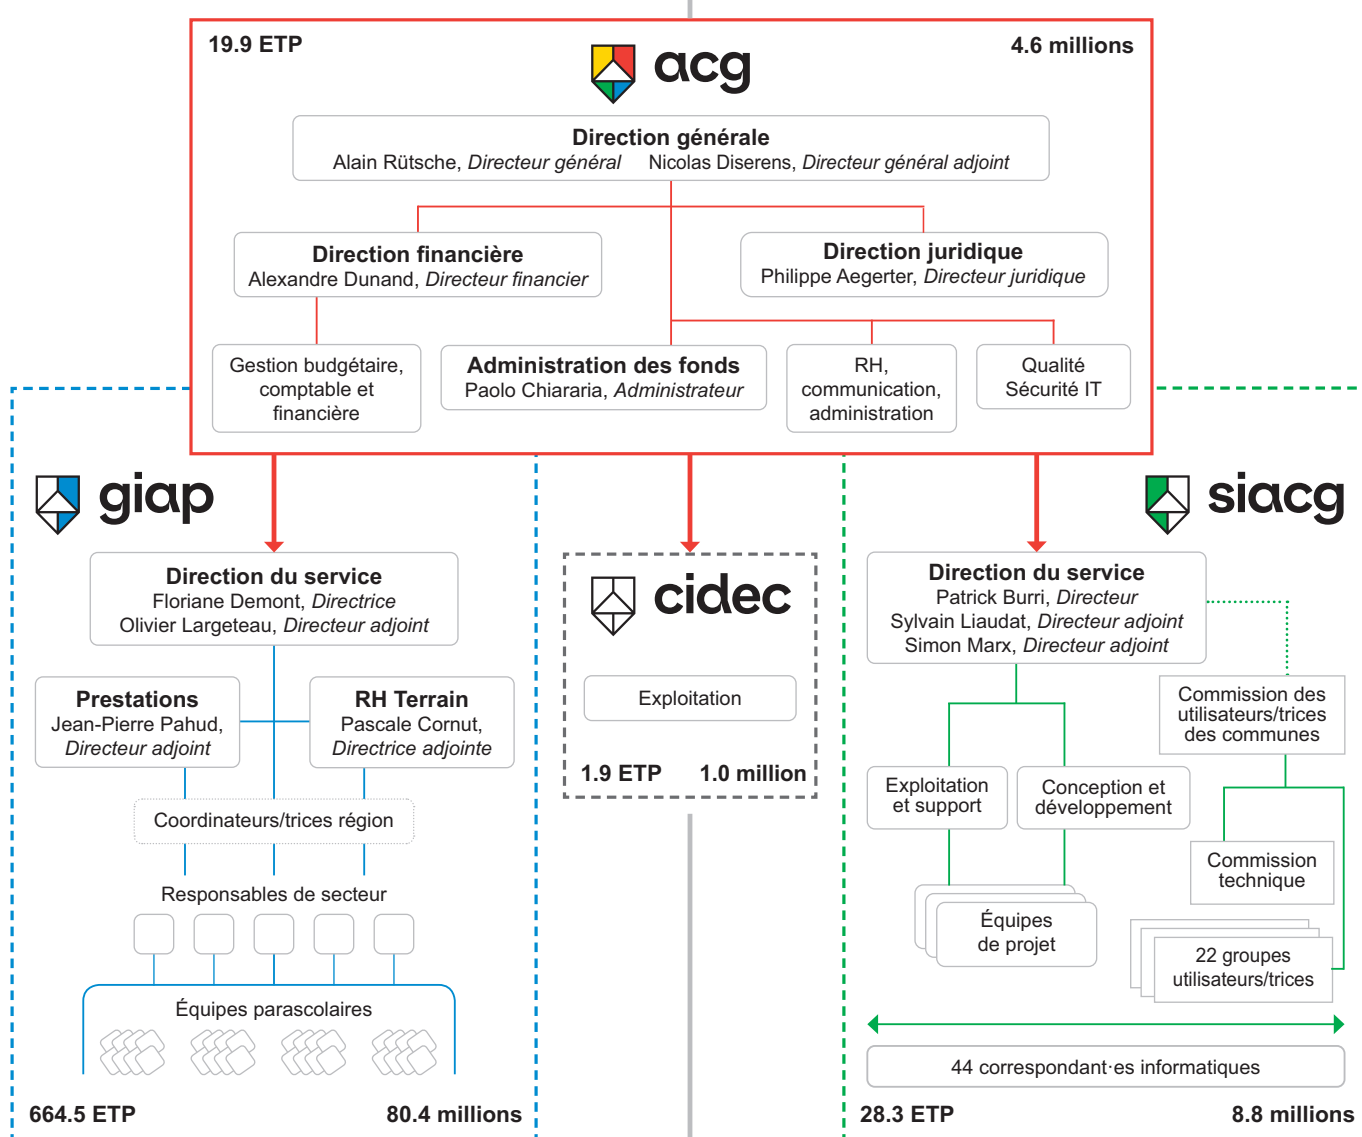 19.9 ETP
4.6 millions
acg
Direction générale
Alain Rütsche, Directeur général Nicolas Diserens, Directeur général adjoint
Direction financière
Alexandre Dunand, Directeur financier
Direction juridique
Philippe Aegerter, Directeur juridique
Gestion budgétaire,
comptable et
financière
Administration des fonds
Paolo Chiararia, Administrateur
RH,
communication,
administration
Qualité
Sécurité IT
giap
Direction du service
Floriane Demont, Directrice
Olivier Largeteau, Directeur adjoint
Prestations
Jean-Pierre Pahud,
Directeur adjoint
RH Terrain
Pascale Cornut,
Directrice adjointe
Coordinateurs/trices région
Responsables de secteur
Équipes parascolaires
664.5 ETP
80.4 millions
cidec
Exploitation
1.9 ETP
1.0 million
siacg
Direction du service
Patrick Burri, Directeur
Sylvain Liaudat, Directeur adjoint
Simon Marx, Directeur adjoint
Commission des
utilisateurs/trices
des communes
Exploitation
et support
Conception et
développement
Commission
technique
Équipes
de projet
22 groupes
utilisateurs/trices
44 correspondant·es informatiques
28.3 ETP
8.8 millions